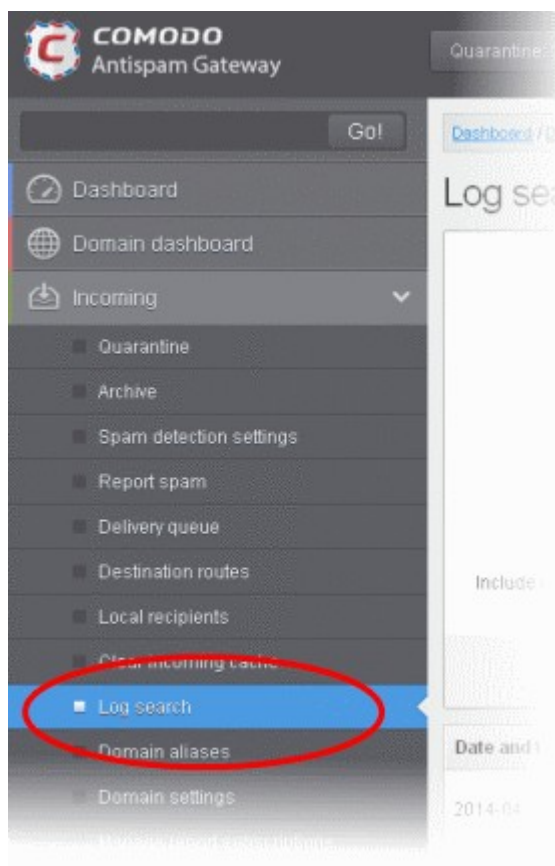 COMODO
Antispam Gateway
Quarantine:
Go!
Dashboard /
Dashboard
Log sea
Domain dashboard
Incoming
Quarantine
Archive
Spam detection settings
Report spam
Delivery queue
Destination routes
Include
Local recipients
Clear incoming cache
Log search
Domain aliases
Date and
Domain settings
2014-04